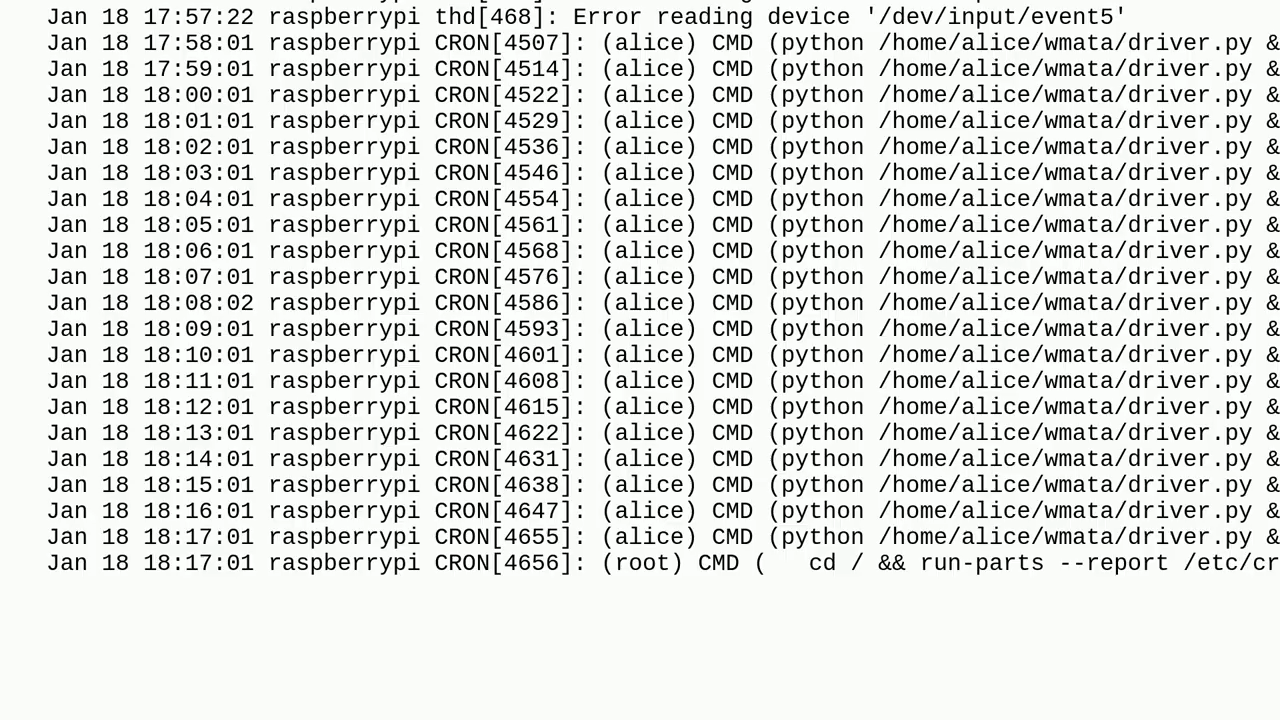 Jan 18 17:57:22 raspberrypi thd[468]: Error reading device '/dev/input/event5'
Jan 18 17:58:01 raspberrypi CRON[4507]: (alice) CMD (python /home/alice/wmata/driver.py &
Jan 18 17:59:01 raspberrypi CRON[4514]: (alice) CMD (python /home/alice/wmata/driver.py &
Jan 18 18:00:01 raspberrypi CRON[4522]: (alice) CMD (python /home/alice/wmata/driver.py &
Jan 18 18:01:01 raspberrypi CRON[4529]: (alice) CMD (python /home/alice/wmata/driver.py &
Jan 18 18:02:01 raspberrypi CRON[4536]: (alice) CMD (python /home/alice/wmata/driver.py &
Jan 18 18:03:01 raspberrypi CRON[4546]: (alice) CMD (python /home/alice/wmata/driver.py &
Jan 18 18:04:01 raspberrypi CRON[4554]: (alice) CMD (python /home/alice/wmata/driver.py &
Jan 18 18:05:01 raspberrypi CRON[4561]: (alice) CMD (python /home/alice/wmata/driver.py &
Jan 18 18:06:01 raspberrypi CRON[4568]: (alice) CMD (python /home/alice/wmata/driver.py &
Jan 18 18:07:01 raspberrypi CRON[4576]: (alice) CMD (python /home/alice/wmata/driver.py &
Jan 18 18:08:02 raspberrypi CRON[4586]: (alice) CMD (python /home/alice/wmata/driver.py &
Jan 18 18:09:01 raspberrypi CRON[4593]: (alice) CMD (python /home/alice/wmata/driver.py &
Jan 18 18:10:01 raspberrypi CRON[4601]: (alice) CMD (python /home/alice/wmata/driver.py &
Jan 18 18:11:01 raspberrypi CRON[4608]: (alice) CMD (python /home/alice/wmata/driver.py &
Jan 18 18:12:01 raspberrypi CRON[4615]: (alice) CMD (python /home/alice/wmata/driver.py &
Jan 18 18:13:01 raspberrypi CRON[4622]: (alice) CMD (python /home/alice/wmata/driver.py &
Jan 18 18:14:01 raspberrypi CRON[4631]: (alice) CMD (python /home/alice/wmata/driver.py &
Jan 18 18:15:01 raspberrypi CRON[4638]: (alice) CMD (python /home/alice/wmata/driver.py &
Jan 18 18:16:01 raspberrypi CRON[4647]: (alice) CMD (python /home/alice/wmata/driver.py &
Jan 18 18:17:01 raspberrypi CRON[4655]: (alice) CMD (python /home/alice/wmata/driver.py &
Jan 18 18:17:01 raspberrypi CRON[4656]: (root) CMD (   cd / && run-parts --report /etc/cr